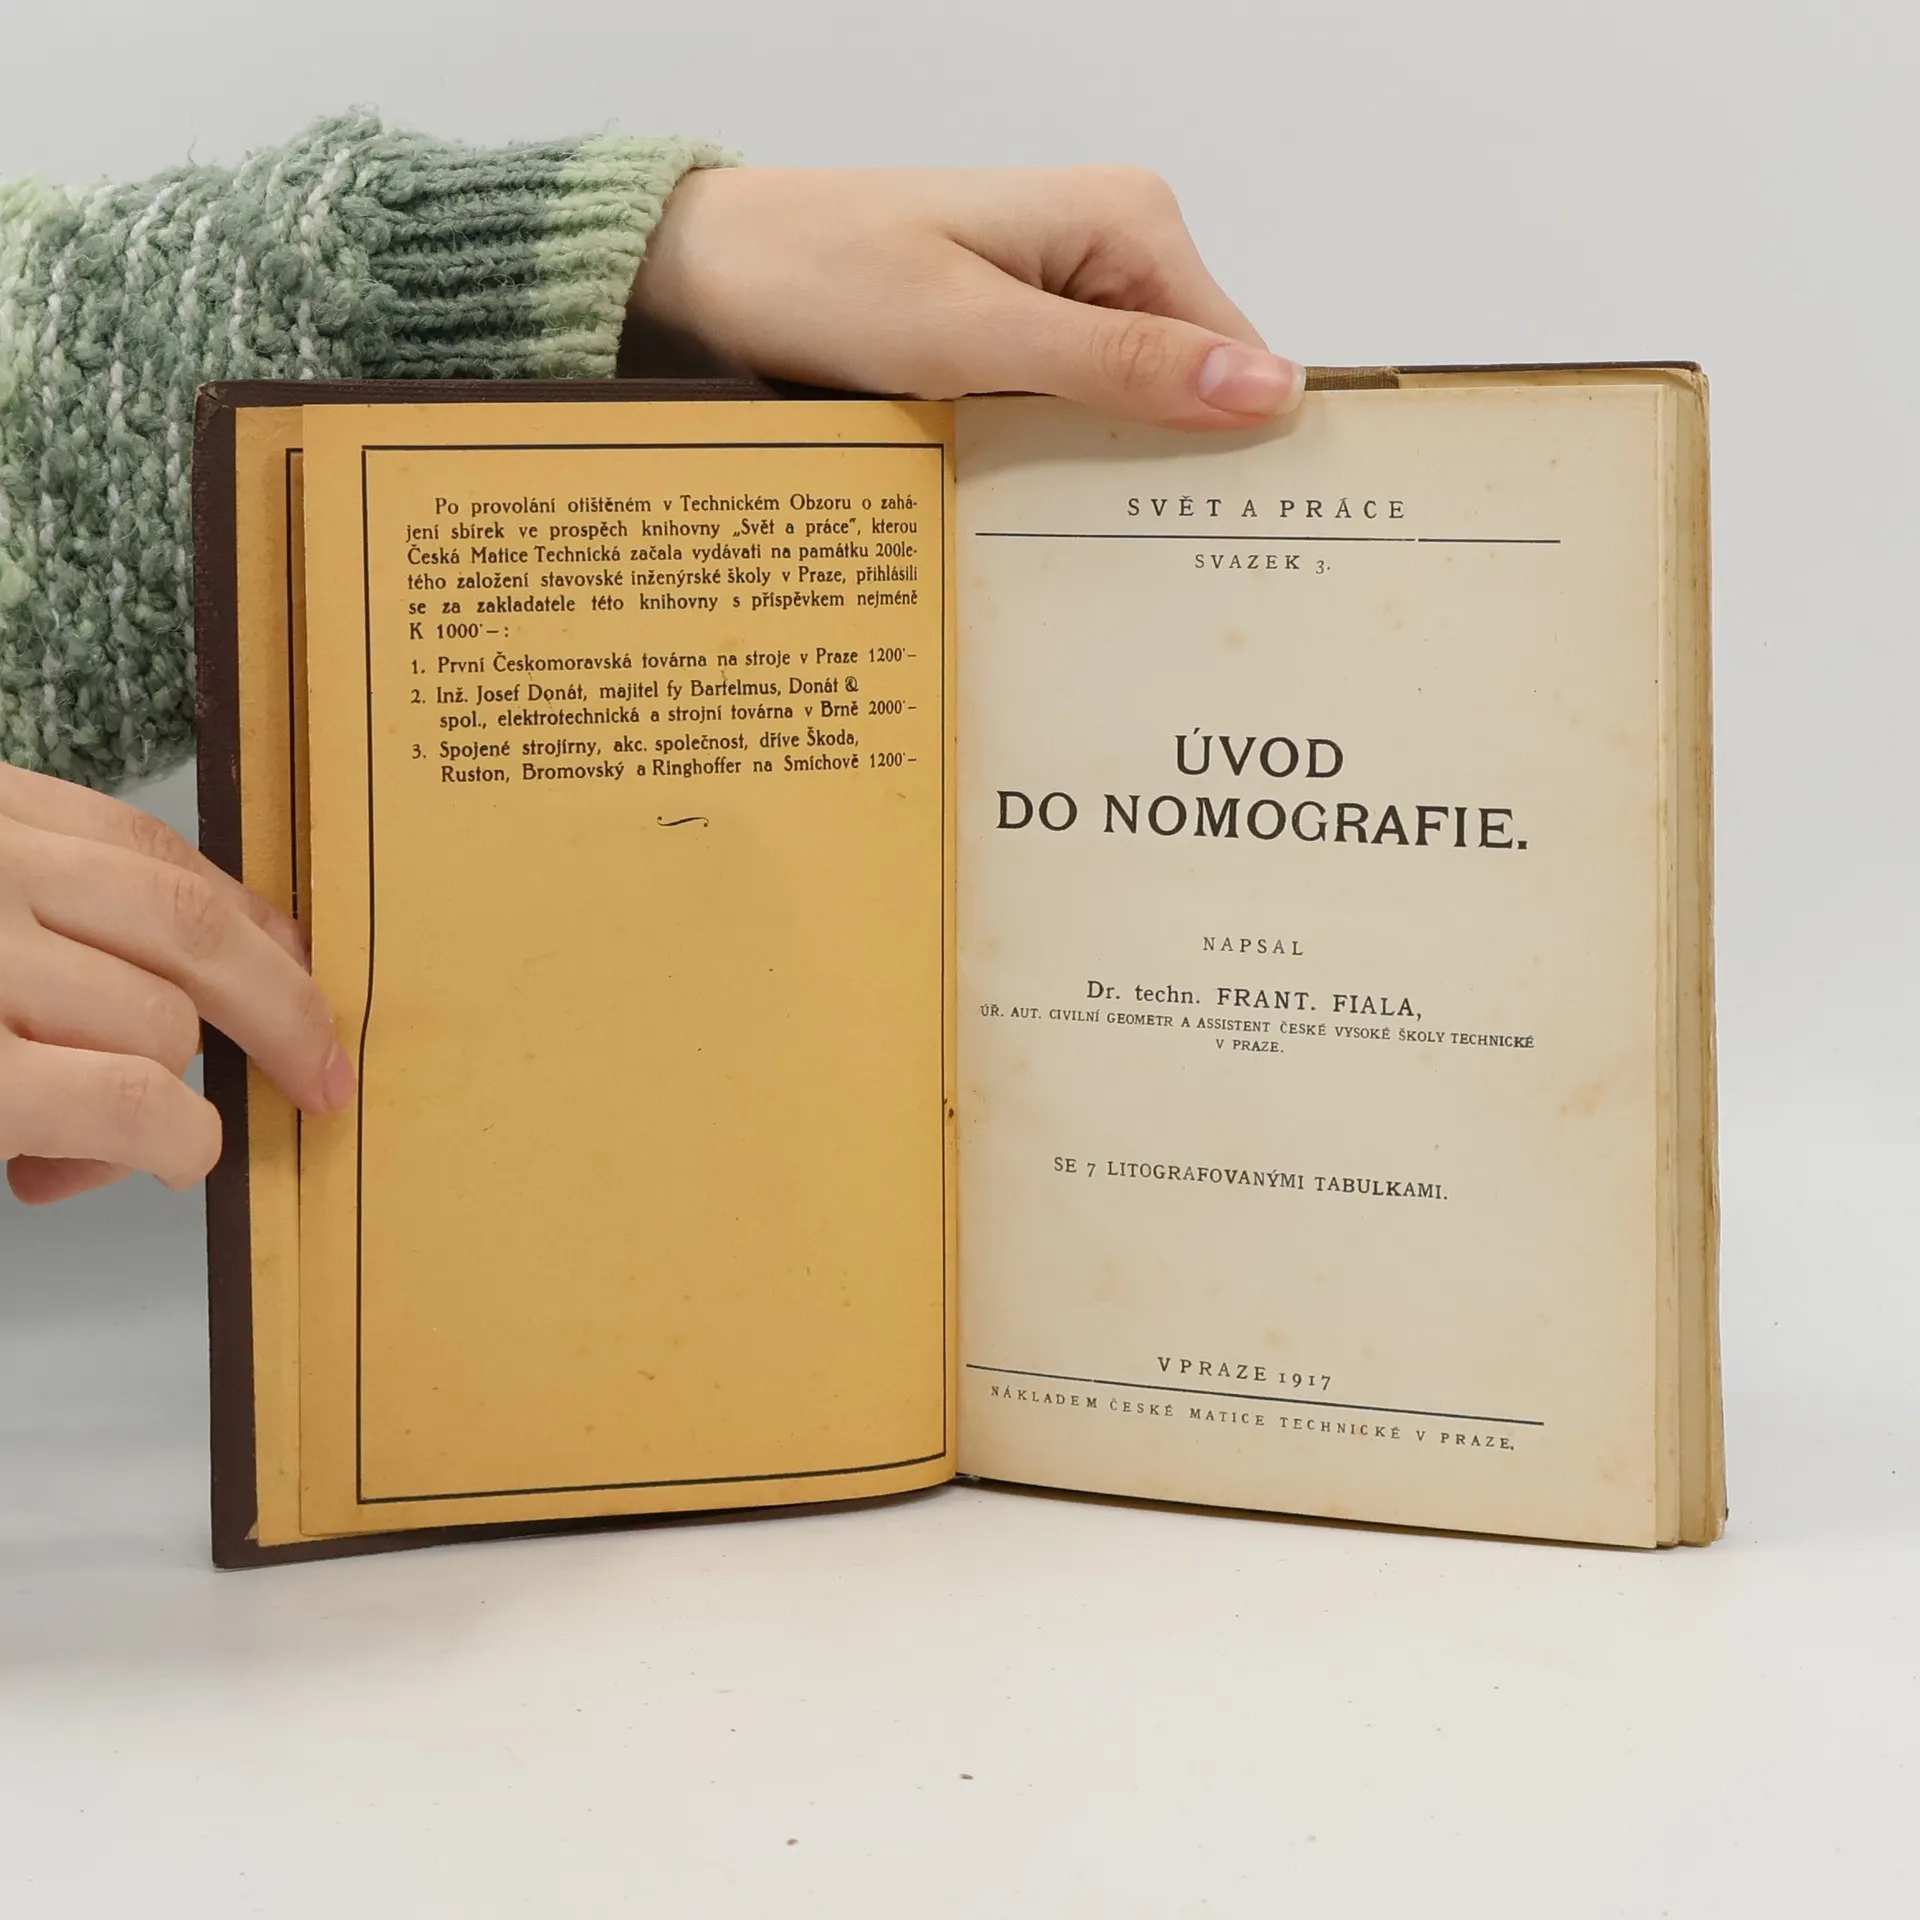 Po provolání otištěném v Technickém Obzoru o zahá-
jení sbírek ve prospěch knihovny „Svět a práce", kterou
Česká Matice Technická začala vydávati na památku 200le-
tého založení stavovské inženýrské školy v Praze, přihlásili
se za zakladatele této knihovny s příspěvkem nejméně
K 1000·– :
1. První Českomoravská továrna na stroje v Praze 1200·–
2. Inž. Josef Donát, majitel fy Bartelmus, Donát &
spol., elektrotechnická a strojní továrna v Brně 2000·–
3. Spojené strojírny, akc. společnost, dříve Škoda,
Ruston, Bromovský a Ringhoffer na Smíchově 1200·–
SVĚT A PRÁCE
SVAZEK 3.
ÚVOD
DO NOMOGRAFIE.
NAPSAL
Dr. techn. FRANT. FIALA,
ÚŘ. AUT. CIVILNÍ GEOMETR A ASSISTENT ČESKÉ VYSOKÉ ŠKOLY TECHNICKÉ
V PRAZE.
SE 7 LITOGRAFOVANÝMI TABULKAMI.
V PRAZE 1917
NÁKLADEM ČESKÉ MATICE TECHNICKÉ V PRAZE.